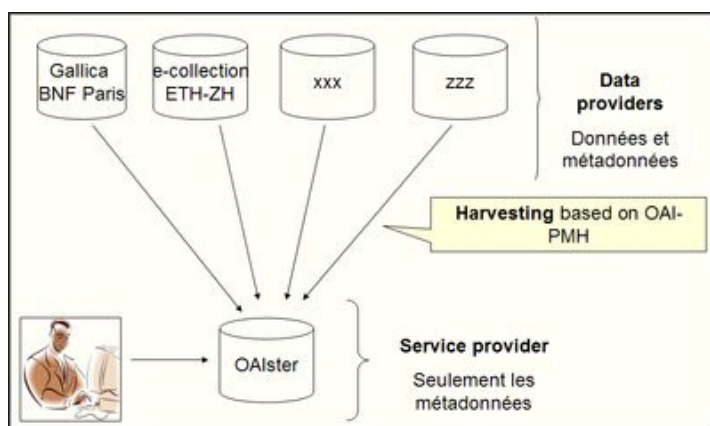 Gallica
BNF Paris
e-collection
ETH-ZH
xxx
zzz
Data
providers
Données et
métadonnées
Harvesting based on OAI-
PMH
OAIster
Service provider
Seulement les
métadonnées